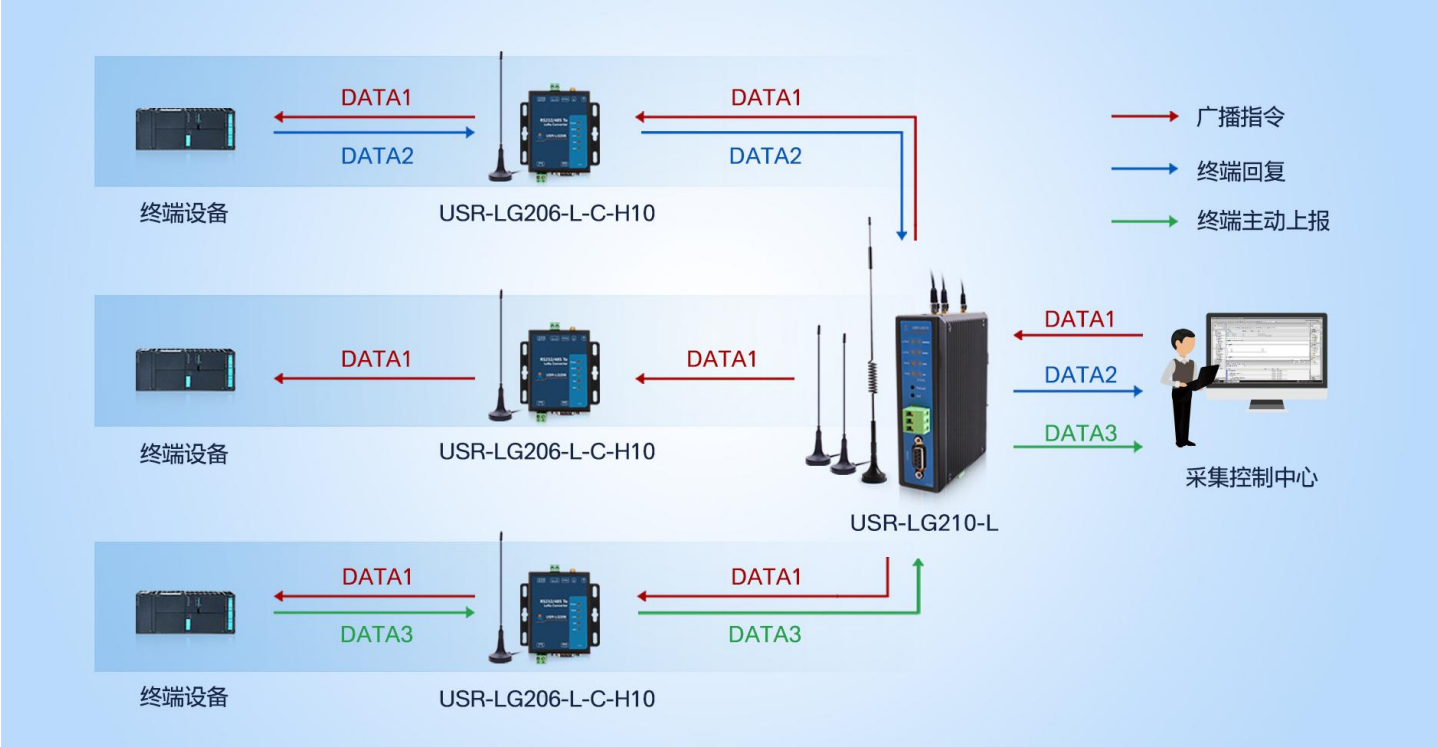 DATA1
DATA1
广播指令
DATA2
DATA2
终端回复
终端设备
USR-LG206-L-C-H10
终端主动上报
DATA1
DATA1
DATA1
DATA2
DATA3
终端设备
USR-LG206-L-C-H10
采集控制中心
USR-LG210-L
DATA1
DATA1
DATA3
DATA3
终端设备
USR-LG206-L-C-H10